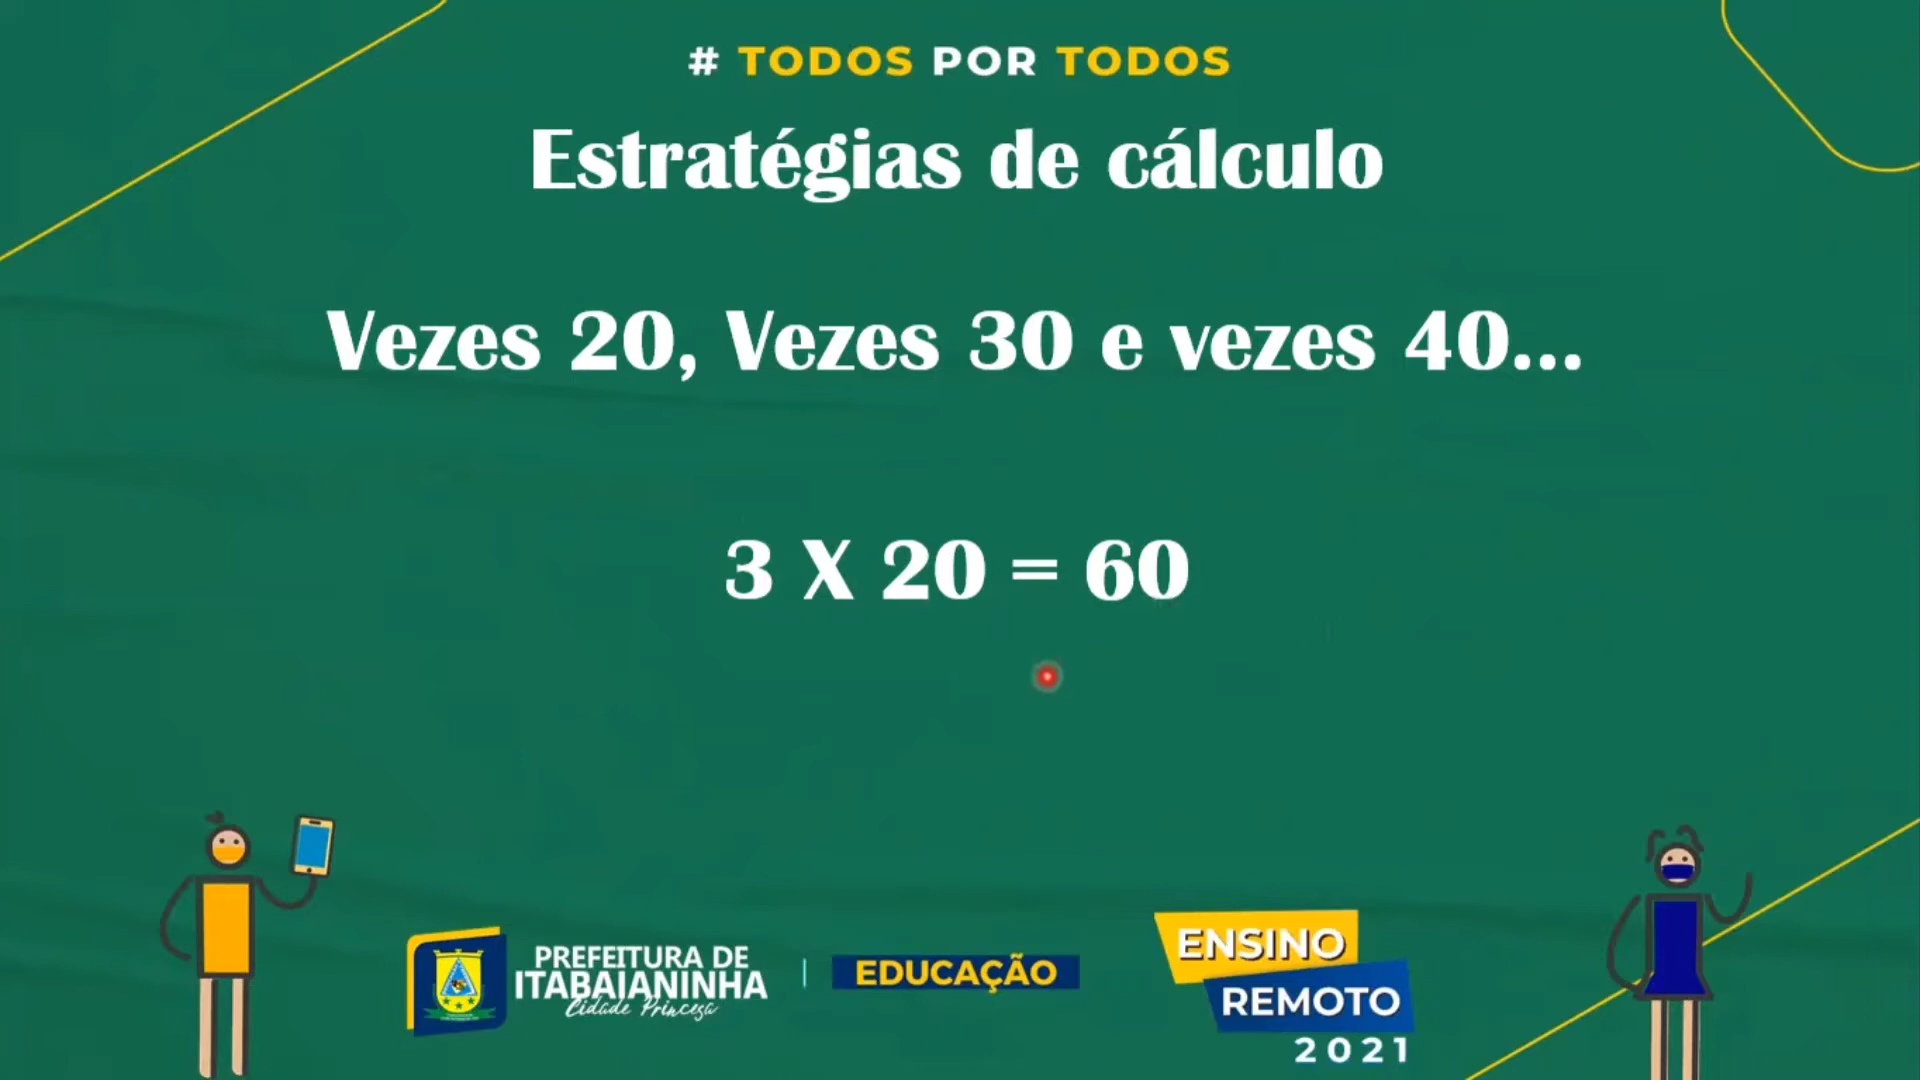 # TODOS POR TODOS
Estratégias de cálculo
Vezes 20, Vezes 30 e vezes 40...
3 X 20 = 60
PREFEITURA DE
ITABAIANINHA
Cidade Princesa
EDUCAÇÃO
ENSINO
REMOTO
2021